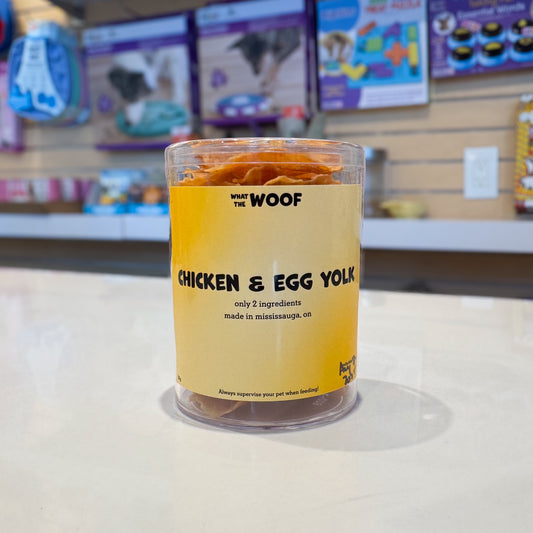 WHAT THE WOOF
CHICKEN & EGG YOLK
only 2 ingredients
made in mississauga, on
Always supervise your pet when feeding!